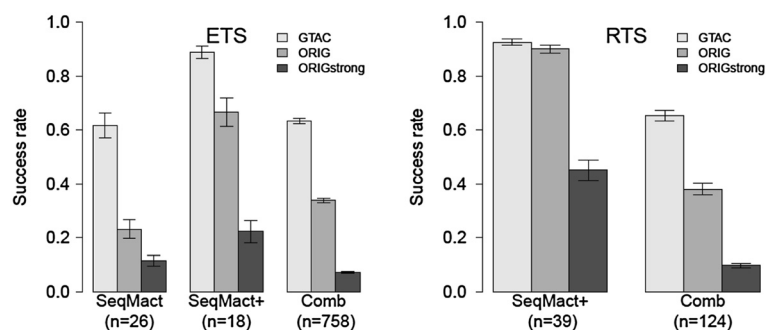 ETS
GTAC
ORIG
ORIGstrong
Success rate
1.0
0.8
0.6
0.4
0.2
0.0
SeqMact SeqMact+ Comb
(n=26) (n=18) (n=758)
RTS
GTAC
ORIG
ORIGstrong
Success rate
1.0
0.8
0.6
0.4
0.2
0.0
SeqMact+ Comb
(n=39) (n=124)